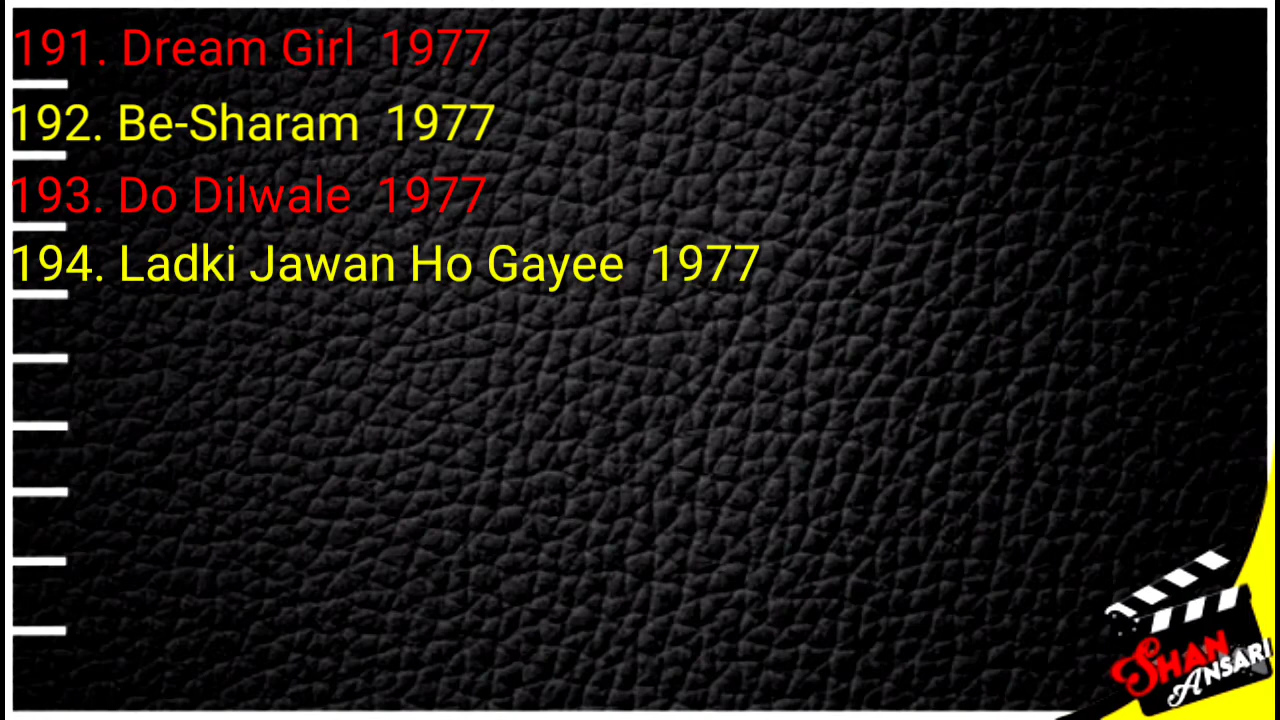 191. Dream Girl 1977
192. Be-Sharam 1977
193. Do Dilwale 1977
194. Ladki Jawan Ho Gayee 1977
SHAN
ANSARI